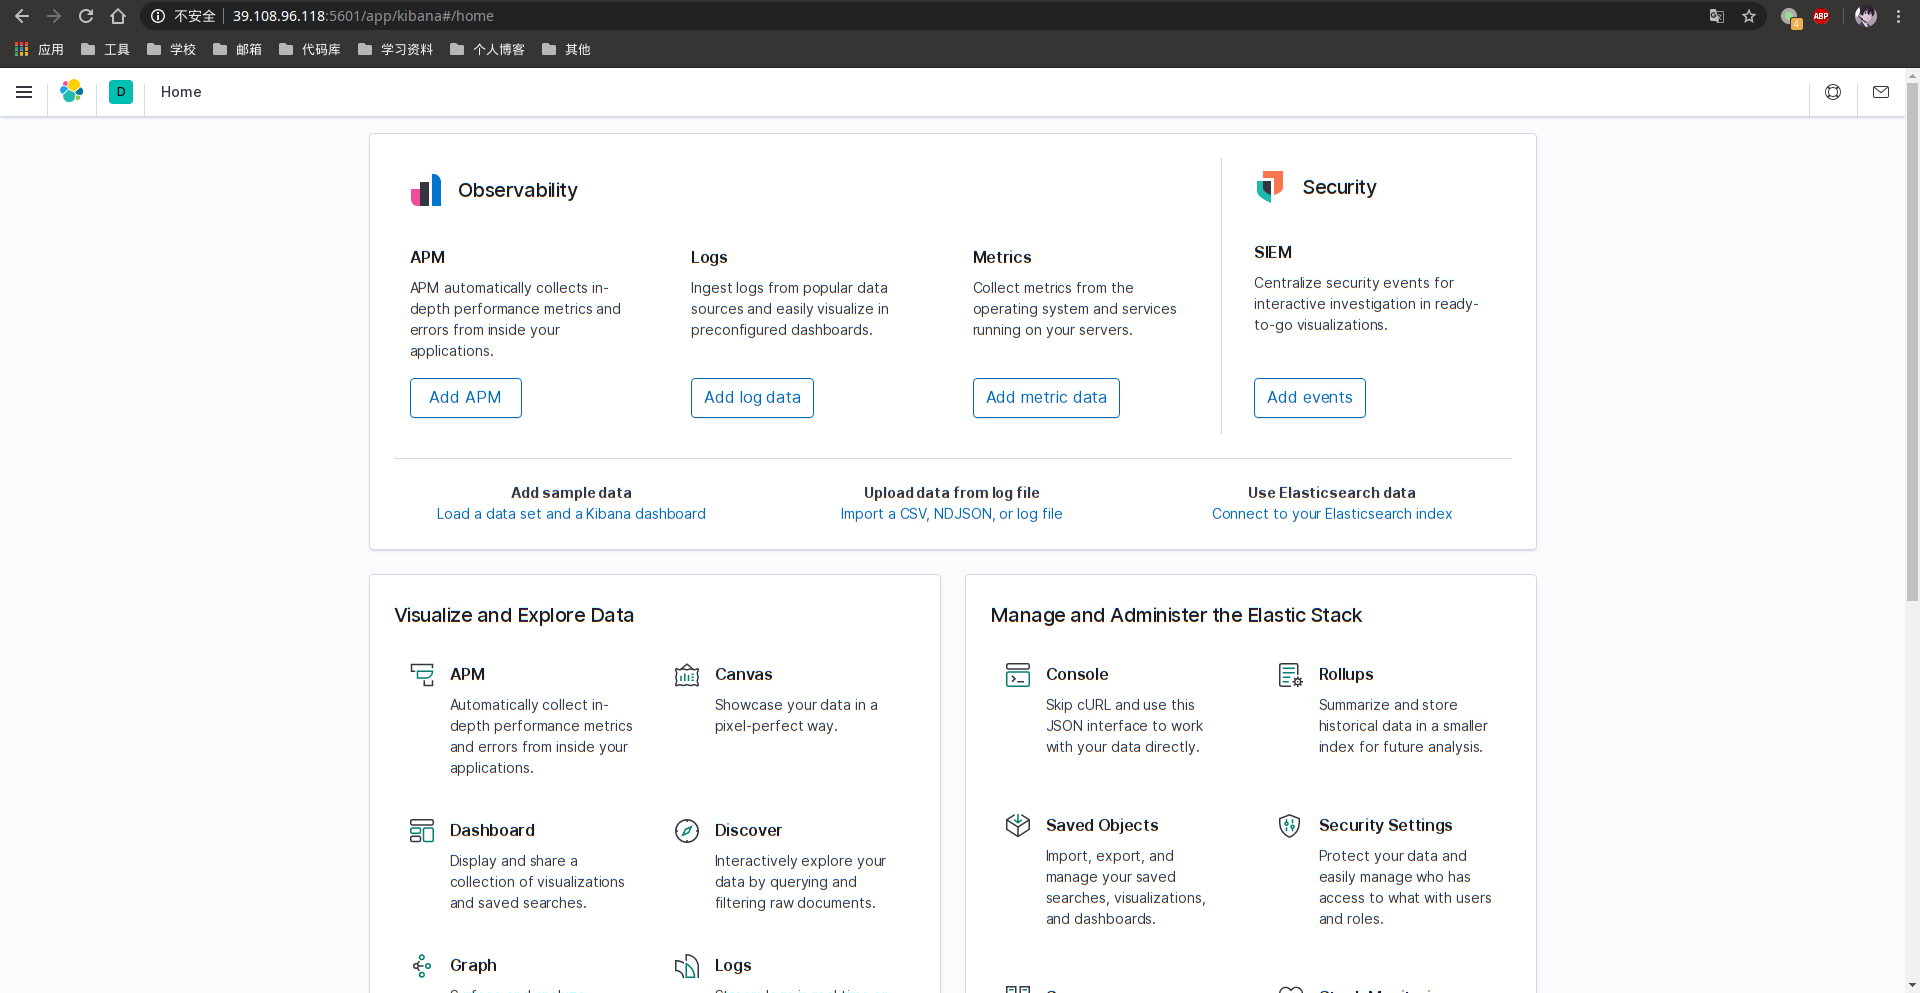 不安全 39.108.96.118:5601/app/kibana#/home
4 ABP
应用 工具 学校 邮箱 代码库 学习资料 个人博客 其他
D Home
Observability
Security
APM
APM automatically collects in-
depth performance metrics and
errors from inside your
applications.
Add APM
Logs
Ingest logs from popular data
sources and easily visualize in
preconfigured dashboards.
Add log data
Metrics
Collect metrics from the
operating system and services
running on your servers.
Add metric data
SIEM
Centralize security events for
interactive investigation in ready-
to-go visualizations.
Add events
Add sample data
Load a data set and a Kibana dashboard
Upload data from log file
Import a CSV, NDJSON, or log file
Use Elasticsearch data
Connect to your Elasticsearch index
Visualize and Explore Data
APM
Automatically collect in-
depth performance metrics
and errors from inside your
applications.
Canvas
Showcase your data in a
pixel-perfect way.
Dashboard
Display and share a
collection of visualizations
and saved searches.
Discover
Interactively explore your
data by querying and
filtering raw documents.
Graph
Logs
Manage and Administer the Elastic Stack
Console
Skip cURL and use this
JSON interface to work
with your data directly.
Rollups
Summarize and store
historical data in a smaller
index for future analysis.
Saved Objects
Import, export, and
manage your saved
searches, visualizations,
and dashboards.
Security Settings
Protect your data and
easily manage who has
access to what with users
and roles.